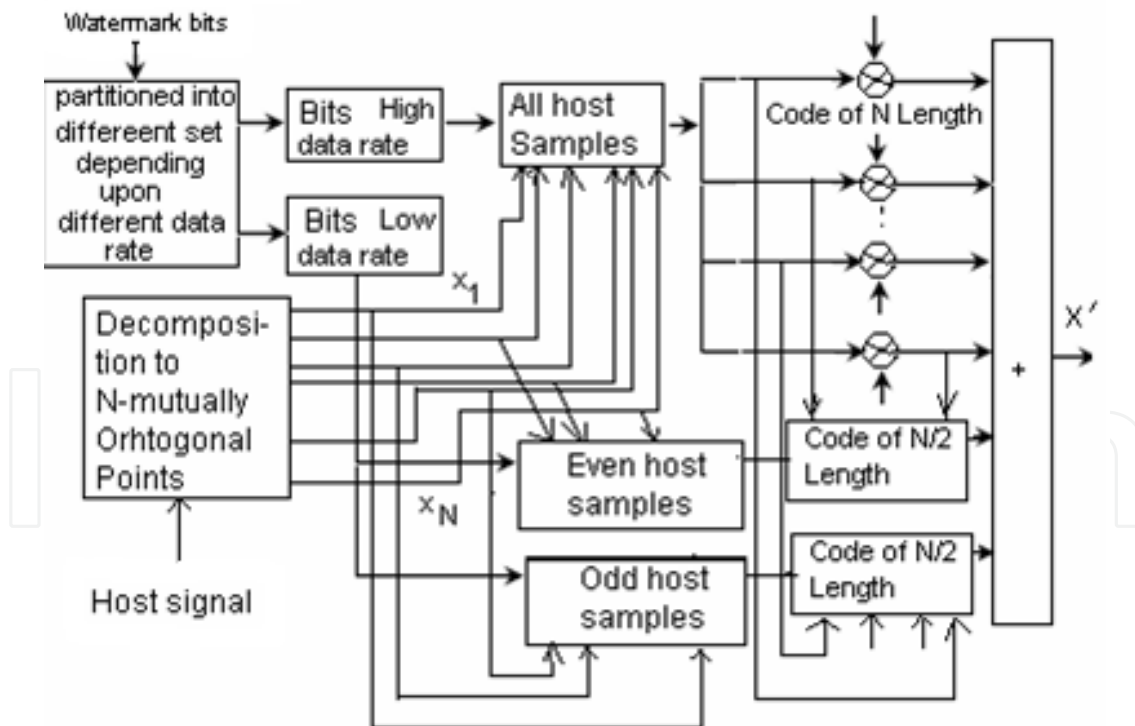 Watermark bits
partitioned into
differeent set
depending
upon
different data
rate
Bits High
data rate
Bits Low
data rate
All host
Samples
Code of N Length
x1
Decomposi-
tion to
N-mutually
Orhtogonal
Points
xN
Host signal
Even host
samples
Odd host
samples
Code of N/2
Length
Code of N/2
Length
+
X'